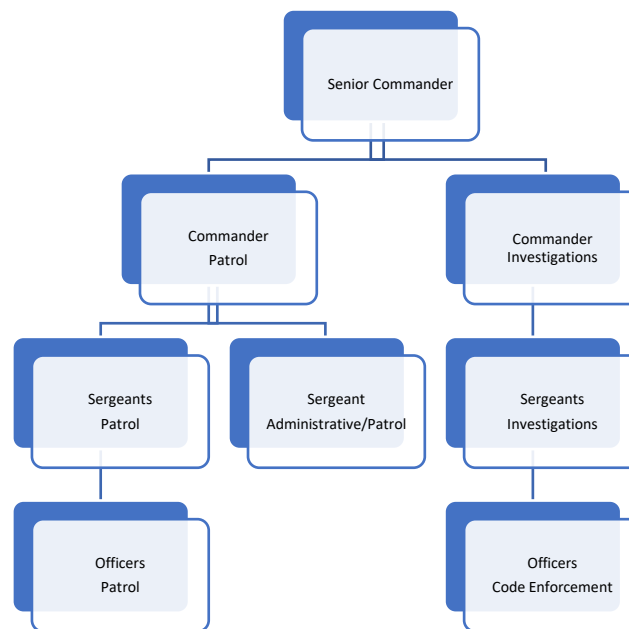 Senior Commander
Commander
Patrol
Commander
Investigations
Sergeants
Patrol
Sergeant
Administrative/Patrol
Sergeants
Investigations
Officers
Patrol
Officers
Code Enforcement